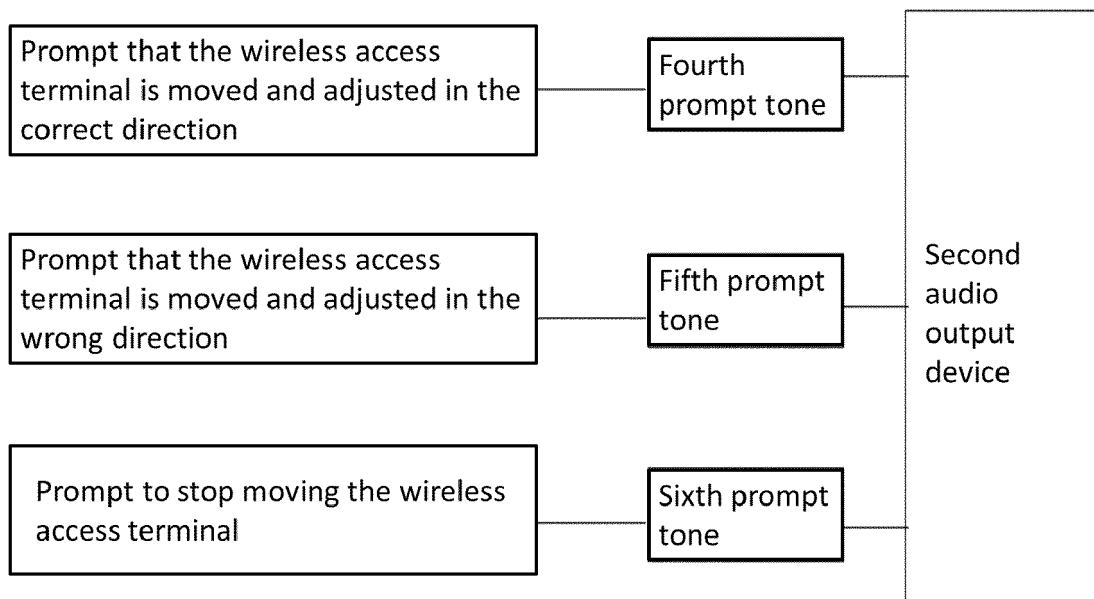 Prompt that the wireless access
terminal is moved and adjusted in the
correct direction
Fourth
prompt tone
Prompt that the wireless access
terminal is moved and adjusted in the
wrong direction
Fifth prompt
tone
Second
audio
output
device
Prompt to stop moving the wireless
access terminal
Sixth prompt
tone